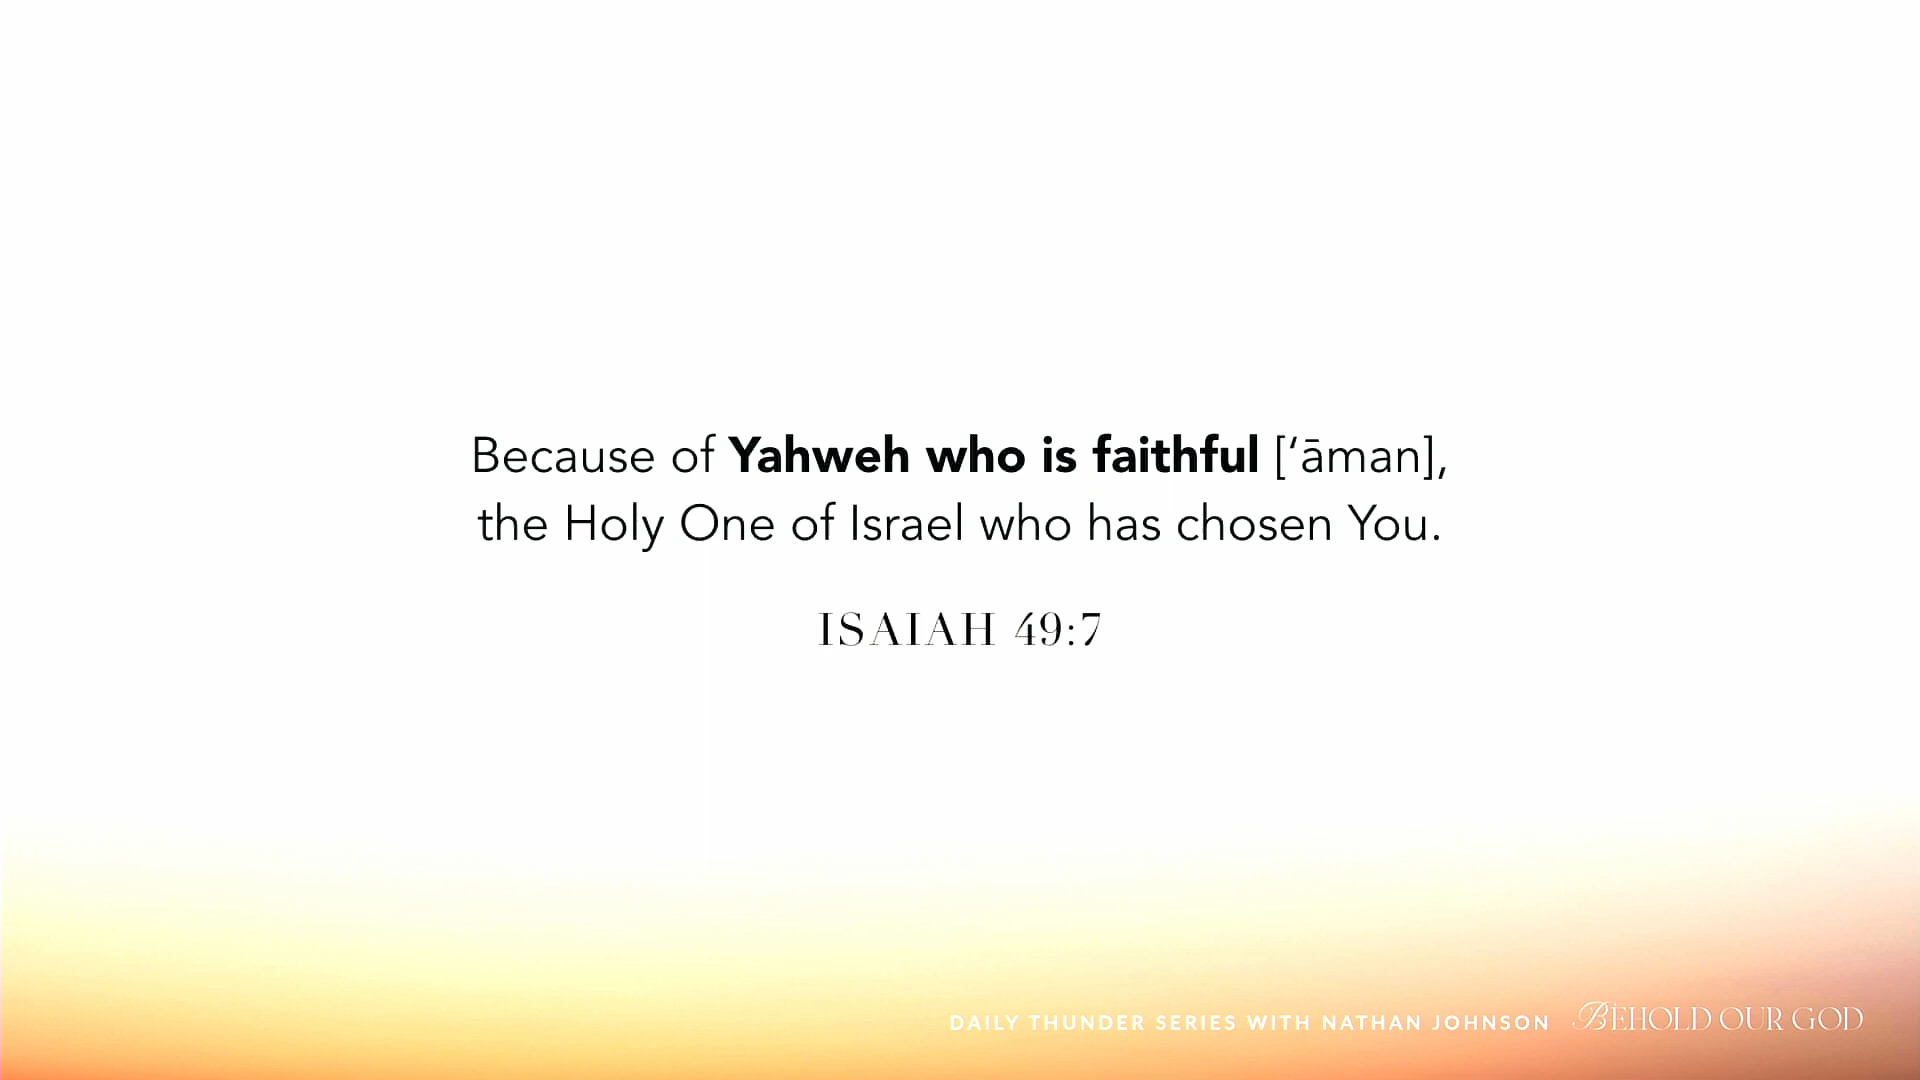 Because of Yahweh who is faithful [‘āman],
the Holy One of Israel who has chosen You.
ISAIAH 49:7
DAILY THUNDER SERIES WITH NATHAN JOHNSON BEHOLD OUR GOD